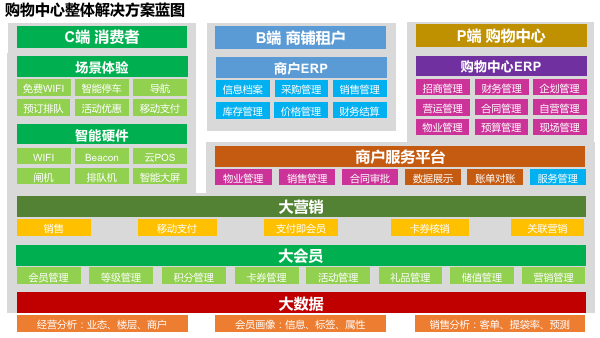 购物中心整体解决方案蓝图
C端 消费者
场景体验
免费WIFI 智能停车 导航
预订排队 活动优惠 移动支付
智能硬件
WIFI Beacon 云POS
闸机 排队机 智能大屏
B端 商铺租户
商户ERP
信息档案 采购管理 销售管理
库存管理 价格管理 财务结算
P端 购物中心
购物中心ERP
招商管理 财务管理 企划管理
营运管理 合同管理 自营管理
物业管理 预算管理 现场管理
商户服务平台
物业管理 销售管理 合同审批 数据展示 账单对账 服务管理
大营销
销售 移动支付 支付即会员 卡券核销 关联营销
大会员
会员管理 等级管理 积分管理 卡券管理 活动管理 礼品管理 储值管理 营销管理
大数据
经营分析：业态、楼层、商户 会员画像：信息、标签、属性 销售分析：客单、提袋率、预测